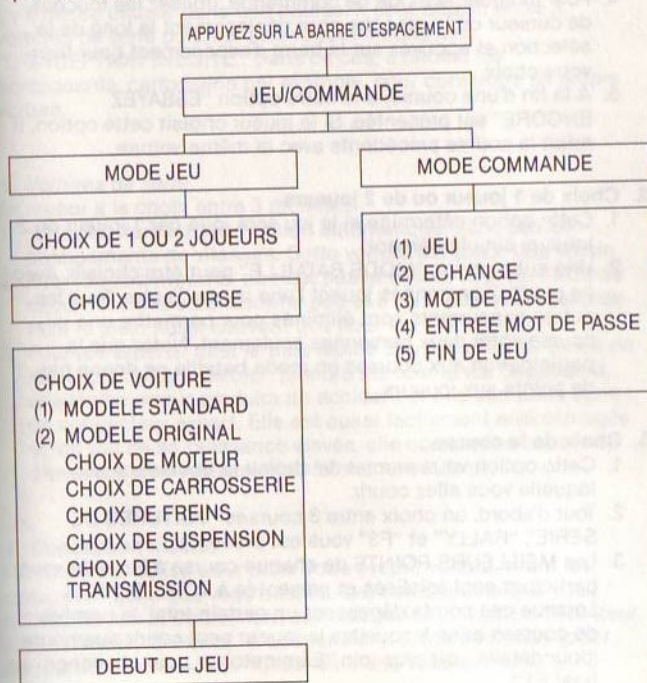 APPUYEZ SUR LA BARRE D'ESPACEMENT
JEU/COMMANDE
MODE JEU
MODE COMMANDE
CHOIX DE 1 OU 2 JOUEURS
CHOIX DE COURSE
(1) JEU
(2) ECHANGE
(3) MOT DE PASSE
(4) ENTREE MOT DE PASSE
(5) FIN DE JEU
CHOIX DE VOITURE
(1) MODELE STANDARD
(2) MODELE ORIGINAL
CHOIX DE MOTEUR
CHOIX DE CARROSSERIE
CHOIX DE FREINS
CHOIX DE SUSPENSION
CHOIX DE
TRANSMISSION
DEBUT DE JEU